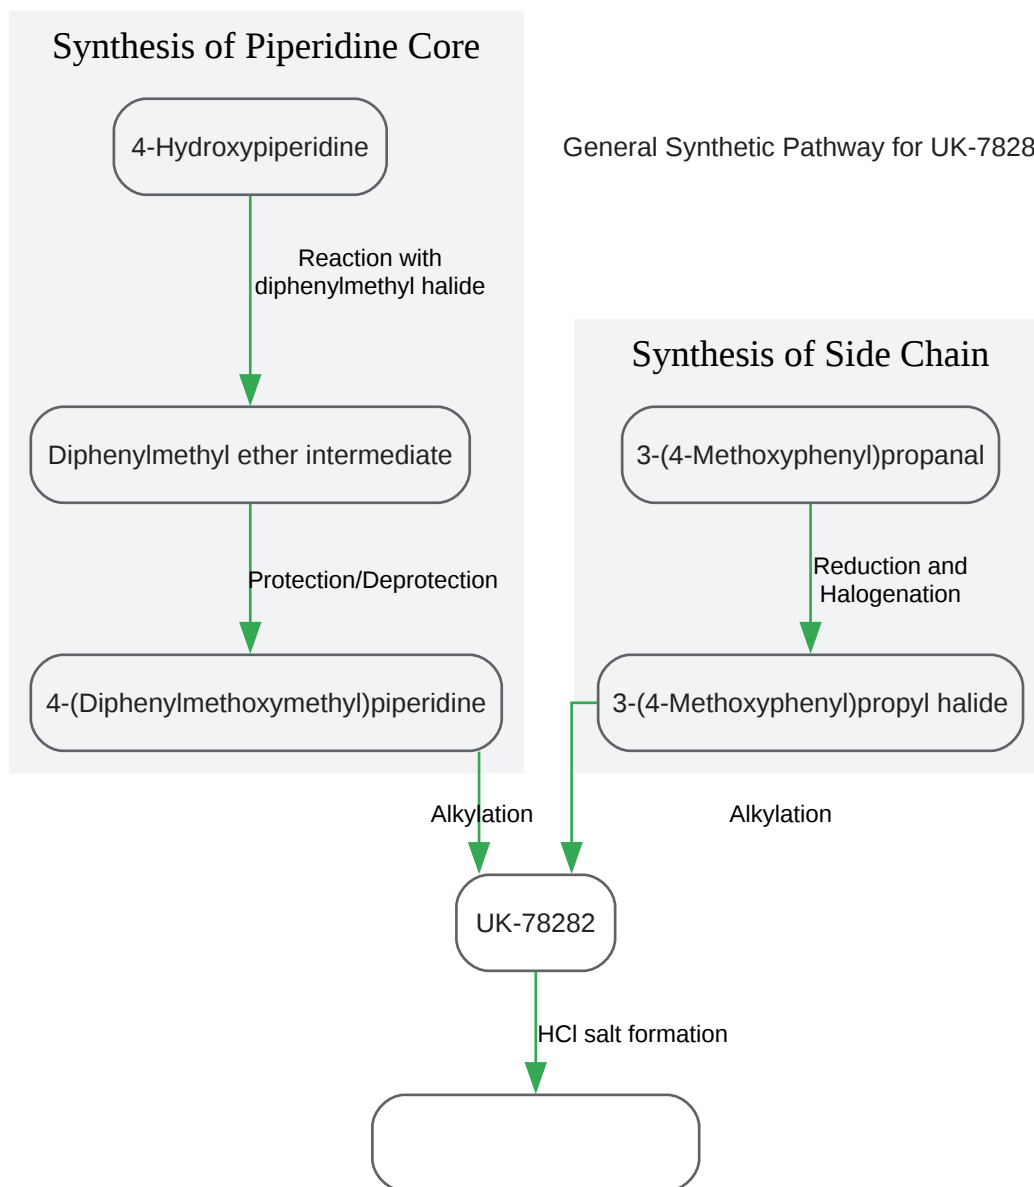 Synthesis of Piperidine Core
4-Hydroxypiperidine
General Synthetic Pathway for UK-7828
Reaction with
diphenylmethyl halide
Synthesis of Side Chain
Diphenylmethyl ether intermediate
3-(4-Methoxyphenyl)propanal
Protection/Deprotection
Reduction and
Halogenation
4-(Diphenylmethoxymethyl)piperidine
3-(4-Methoxyphenyl)propyl halide
Alkylation
Alkylation
UK-78282
HCl salt formation